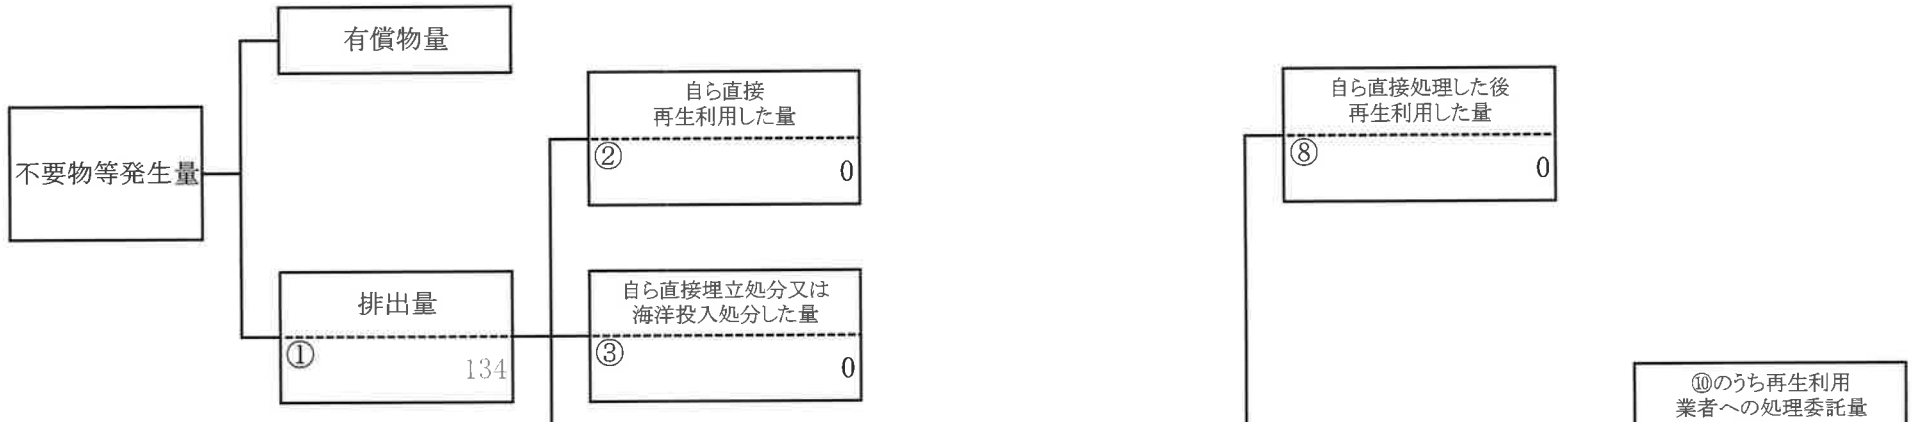 有償物量
不要物等発生量
自ら直接
再生利用した量
②
0
排出量
①
134
自ら直接埋立処分又は
海洋投入処分した量
③
0
自ら直接処理した後
再生利用した量
⑧
0
⑩のうち再生利用
業者への処理委託量